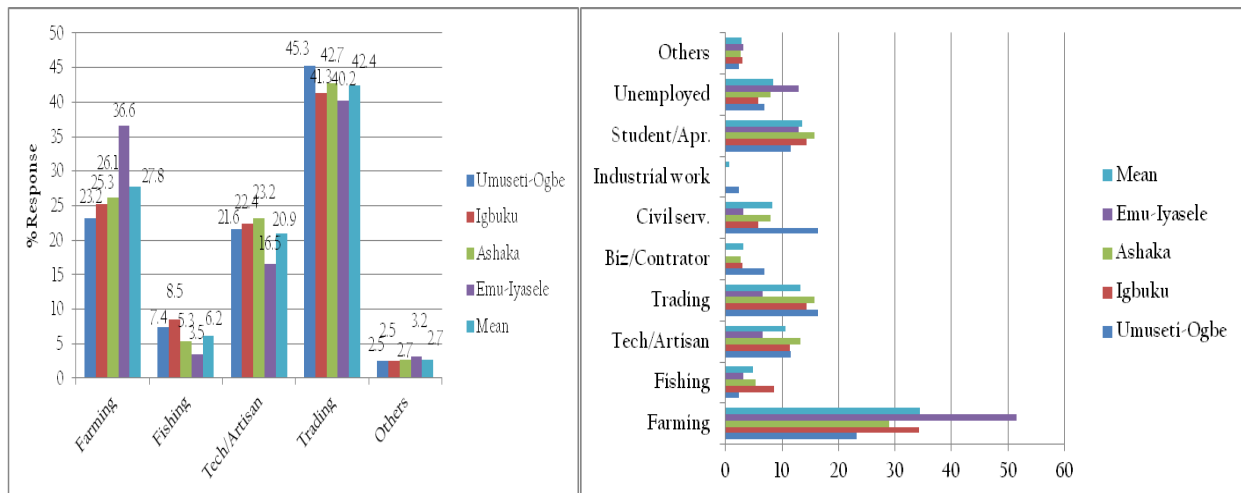 %Response
50
45
40
35
30
25
20
15
10
5
0
23.2
25.3
26.1
36.6
27.8
7.4
8.5
5.3
3.5
6.2
21.6
22.4
23.2
16.5
20.9
45.3
41.3
42.7
40.2
42.4
2.5
2.5
2.7
3.2
2.7
Farming
Fishing
Tech/Artisan
Trading
Others
Umuseti-Ogbe
Igbuku
Ashaka
Emu-Iyasele
Mean
Others
Unemployed
Student/Apr.
Industrial work
Civil serv.
Biz/Contrator
Trading
Tech/Artisan
Fishing
Farming
0 10 20 30 40 50 60
Mean
Emu-Iyasele
Ashaka
Igbuku
Umuseti-Ogbe